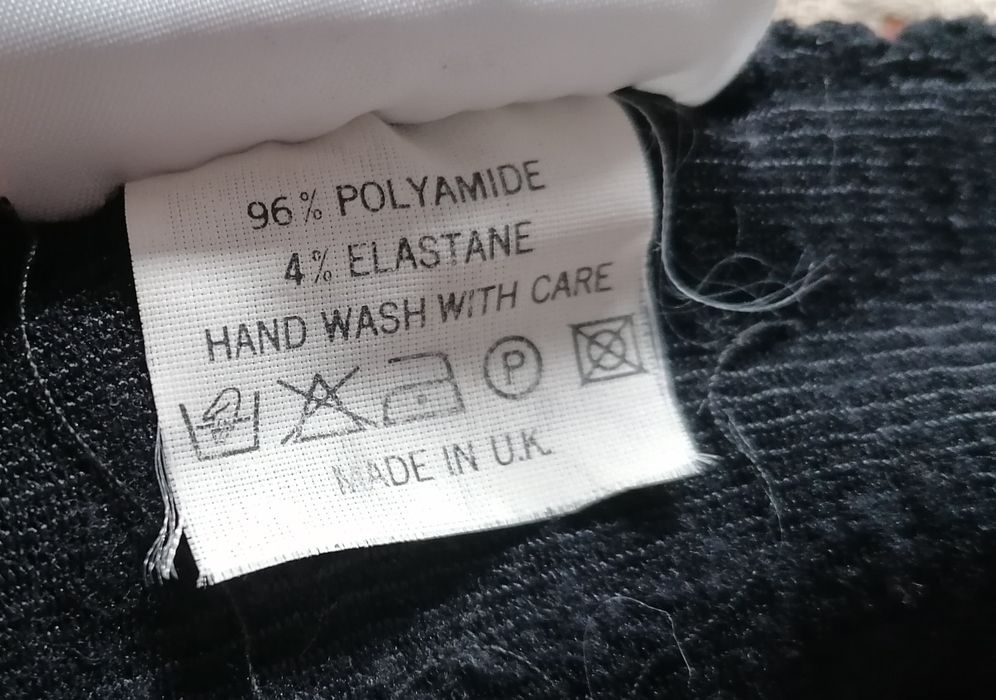 96% POLYAMIDE
4% ELASTANE
HAND WASH WITH CARE
P
MADE IN U.K.